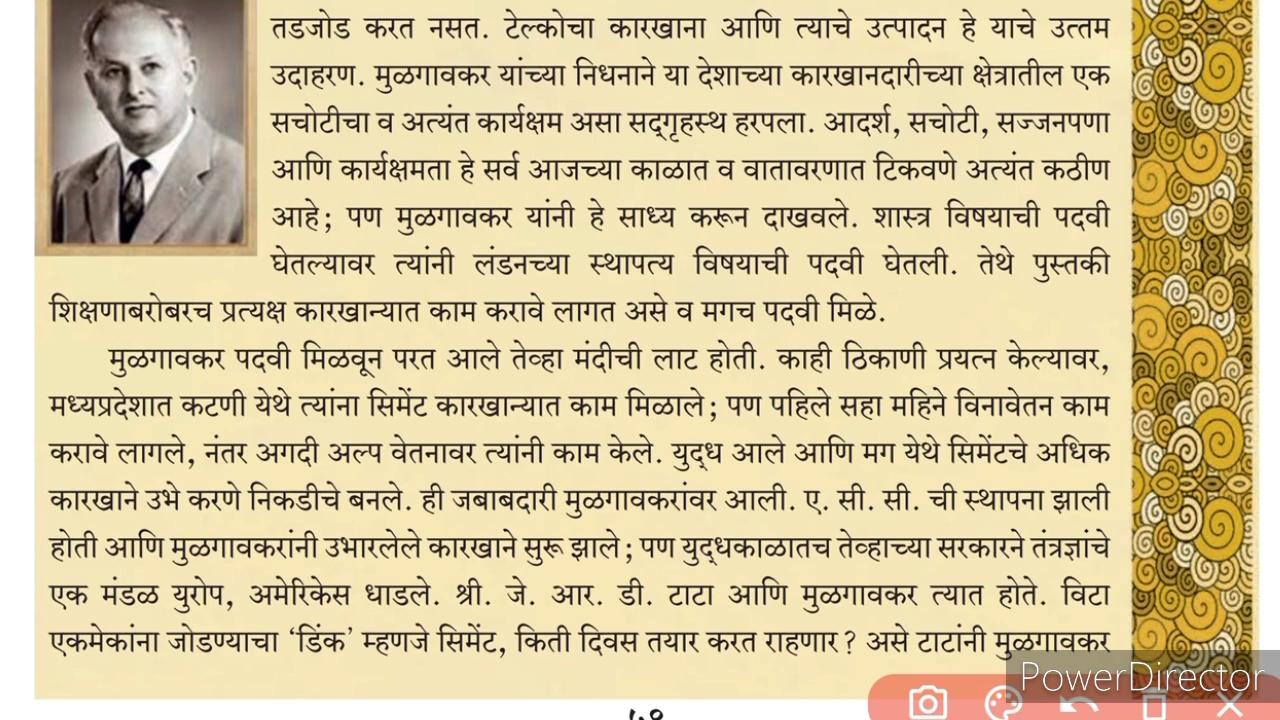 तडजोड करत नसत. टेल्कोचा कारखाना आणि त्याचे उत्पादन हे याचे उत्तम
उदाहरण. मुळगावकर यांच्या निधनाने या देशाच्या कारखानदारीच्या क्षेत्रातील एक
सचोटीचा व अत्यंत कार्यक्षम असा सद्‌गृहस्थ हरपला. आदर्श, सचोटी, सज्जनपणा
आणि कार्यक्षमता हे सर्व आजच्या काळात व वातावरणात टिकवणे अत्यंत कठीण
आहे; पण मुळगावकर यांनी हे साध्य करून दाखवले. शास्त्र विषयाची पदवी
घेतल्यावर त्यांनी लंडनच्या स्थापत्य विषयाची पदवी घेतली. तेथे पुस्तकी
शिक्षणाबरोबरच प्रत्यक्ष कारखान्यात काम करावे लागत असे व मगच पदवी मिळे.
मुळगावकर पदवी मिळवून परत आले तेव्हा मंदीची लाट होती. काही ठिकाणी प्रयत्न केल्यावर,
मध्यप्रदेशात कटणी येथे त्यांना सिमेंट कारखान्यात काम मिळाले; पण पहिले सहा महिने विनावेतन काम
करावे लागले, नंतर अगदी अल्प वेतनावर त्यांनी काम केले. युद्ध आले आणि मग येथे सिमेंटचे अधिक
कारखाने उभे करणे निकडीचे बनले. ही जबाबदारी मुळगावकरांवर आली. ए. सी. सी. ची स्थापना झाली
होती आणि मुळगावकरांनी उभारलेले कारखाने सुरू झाले; पण युद्धकाळातच तेव्हाच्या सरकारने तंत्रज्ञांचे
एक मंडळ युरोप, अमेरिकेस धाडले. श्री. जे. आर. डी. टाटा आणि मुळगावकर त्यात होते. विटा
एकमेकांना जोडण्याचा ‘डिंक’ म्हणजे सिमेंट, किती दिवस तयार करत राहणार? असे टाटांनी मुळगावकर
PowerDirector